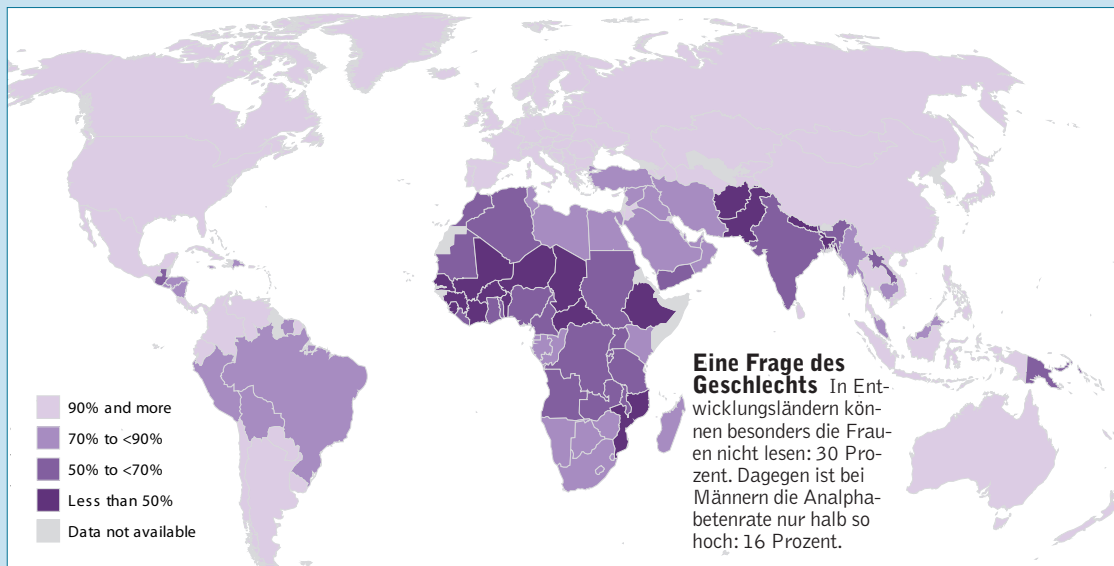 90% and more
70% to <90%
50% to <70%
Less than 50%
Data not available
Eine Frage des
Geschlechts In Ent-
wicklungsländern kön-
nen besonders die Frau-
en nicht lesen: 30 Pro-
zent. Dagegen ist bei
Männern die Analpha-
betenrate nur halb so
hoch: 16 Prozent.